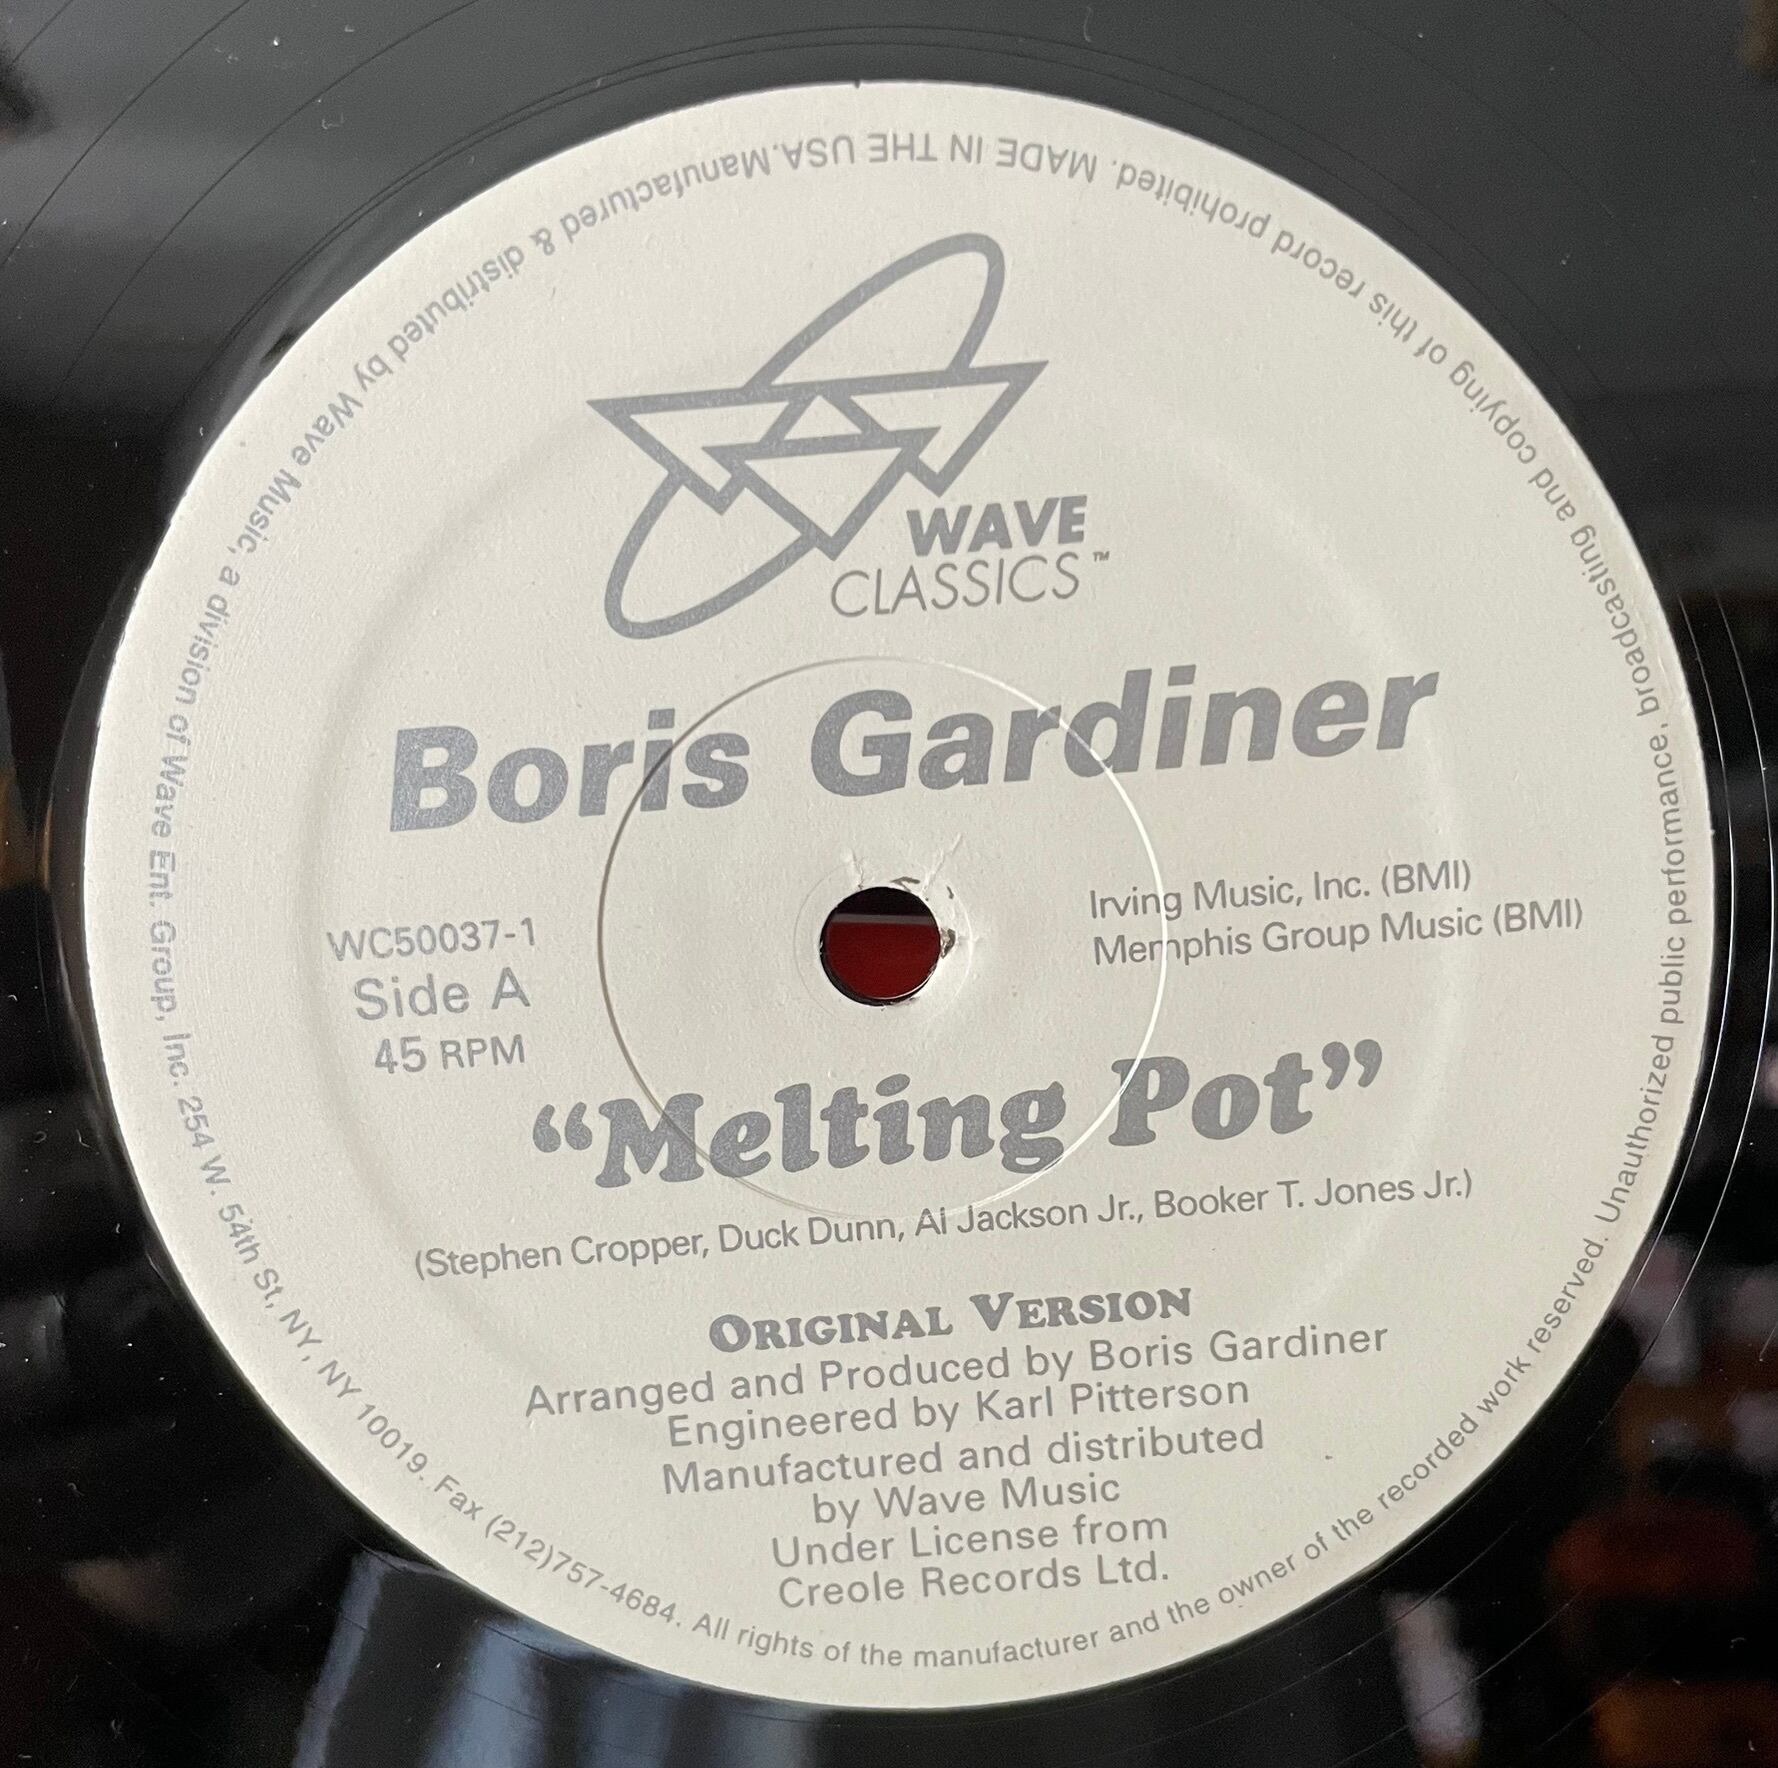 WAVE
CLASSICS™
Boris Gardiner
WC50037-1
Side A
45 RPM
Irving Music, Inc. (BMI)
Memphis Group Music (BMI)
“Melting Pot”
(Stephen Cropper, Duck Dunn, Al Jackson Jr., Booker T. Jones Jr.)
ORIGINAL VERSION
Arranged and Produced by Boris Gardiner
Engineered by Karl Pitterson
Manufactured and distributed
by Wave Music
Under License from
Creole Records Ltd.
Manufactured & distributed by Wave Music, a division of Wave Ent. Group, Inc. 254 W. 54th St, NY, NY 10019. Fax (212)757-4684. All rights of the manufacturer and the owner of the recorded work reserved. Unauthorized public performance, broadcasting and copying of this record prohibited. MADE IN THE USA.